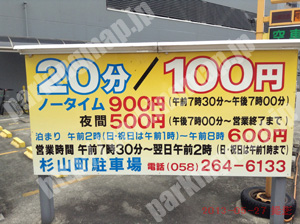 20分/100円
ノータイム 900円(午前7時30分〜午後7時00分)
夜間 500円(午後7時00分〜営業終了まで)
泊まり 午前2時(日・祝日は午前1時)〜午前8時 600円
営業時間 午前7時30分〜翌日午前2時(日・祝日は午前1時まで)
杉山町駐車場 電話(058)264-6133